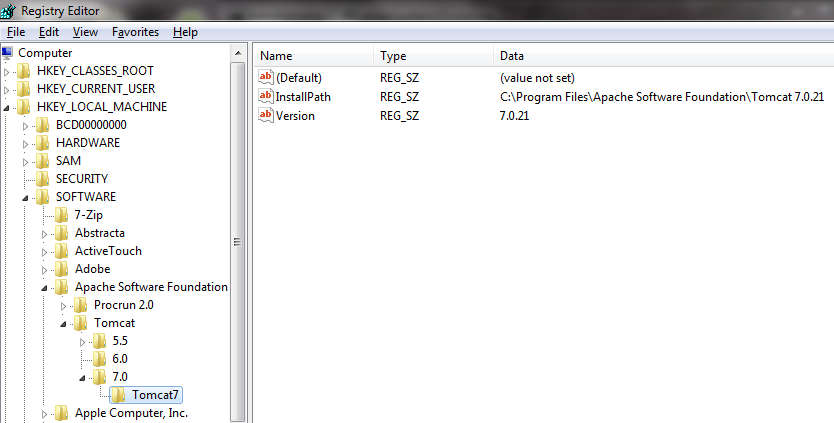 Registry Editor
File Edit View Favorites Help
Computer
HKEY_CLASSES_ROOT
HKEY_CURRENT_USER
HKEY_LOCAL_MACHINE
BCD00000000
HARDWARE
SAM
SECURITY
SOFTWARE
7-Zip
Abstracta
ActiveTouch
Adobe
Apache Software Foundation
Procrun 2.0
Tomcat
5.5
6.0
7.0
Tomcat7
Apple Computer, Inc.
Name Type Data
ab (Default) REG_SZ (value not set)
ab InstallPath REG_SZ C:\Program Files\Apache Software Foundation\Tomcat 7.0.21
ab Version REG_SZ 7.0.21